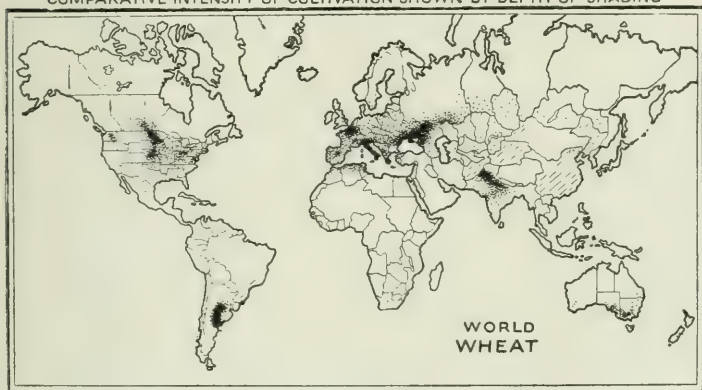 COMPARATIVE INTENSITY OF CULTIVATION SHOWN BY DEPTH OF SHADING
WORLD
WHEAT